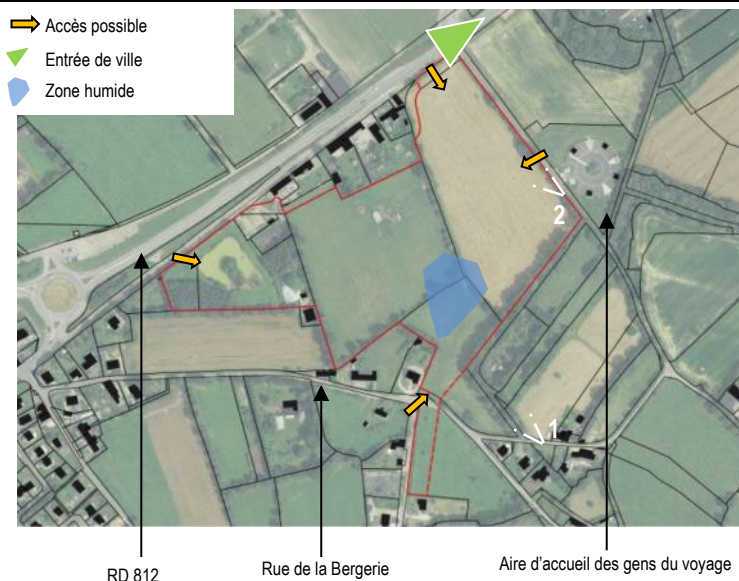 Accès possible
Entrée de ville
Zone humide
2
1
RD 812
Rue de la Bergerie
Aire d'accueil des gens du voyage